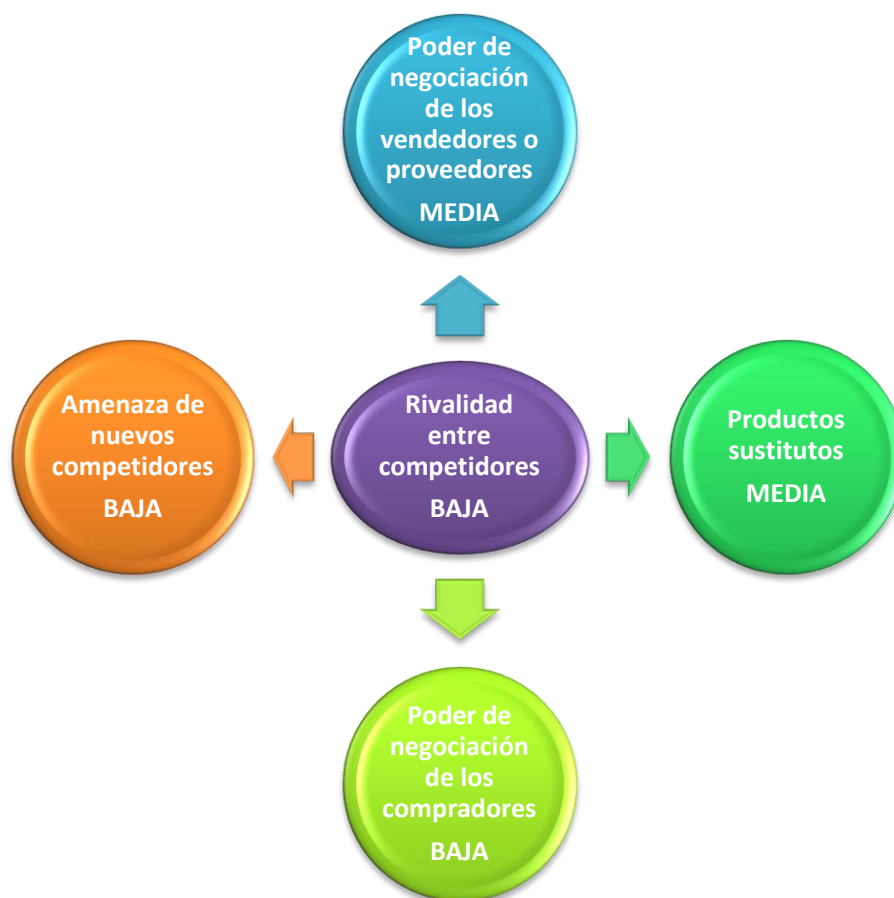 Poder de
negociación
de los
vendedores o
proveedores
MEDIA
Amenaza de
nuevos
competidores
BAJA
Rivalidad
entre
competidores
BAJA
Productos
sustitutos
MEDIA
Poder de
negociación
de los
compradores
BAJA